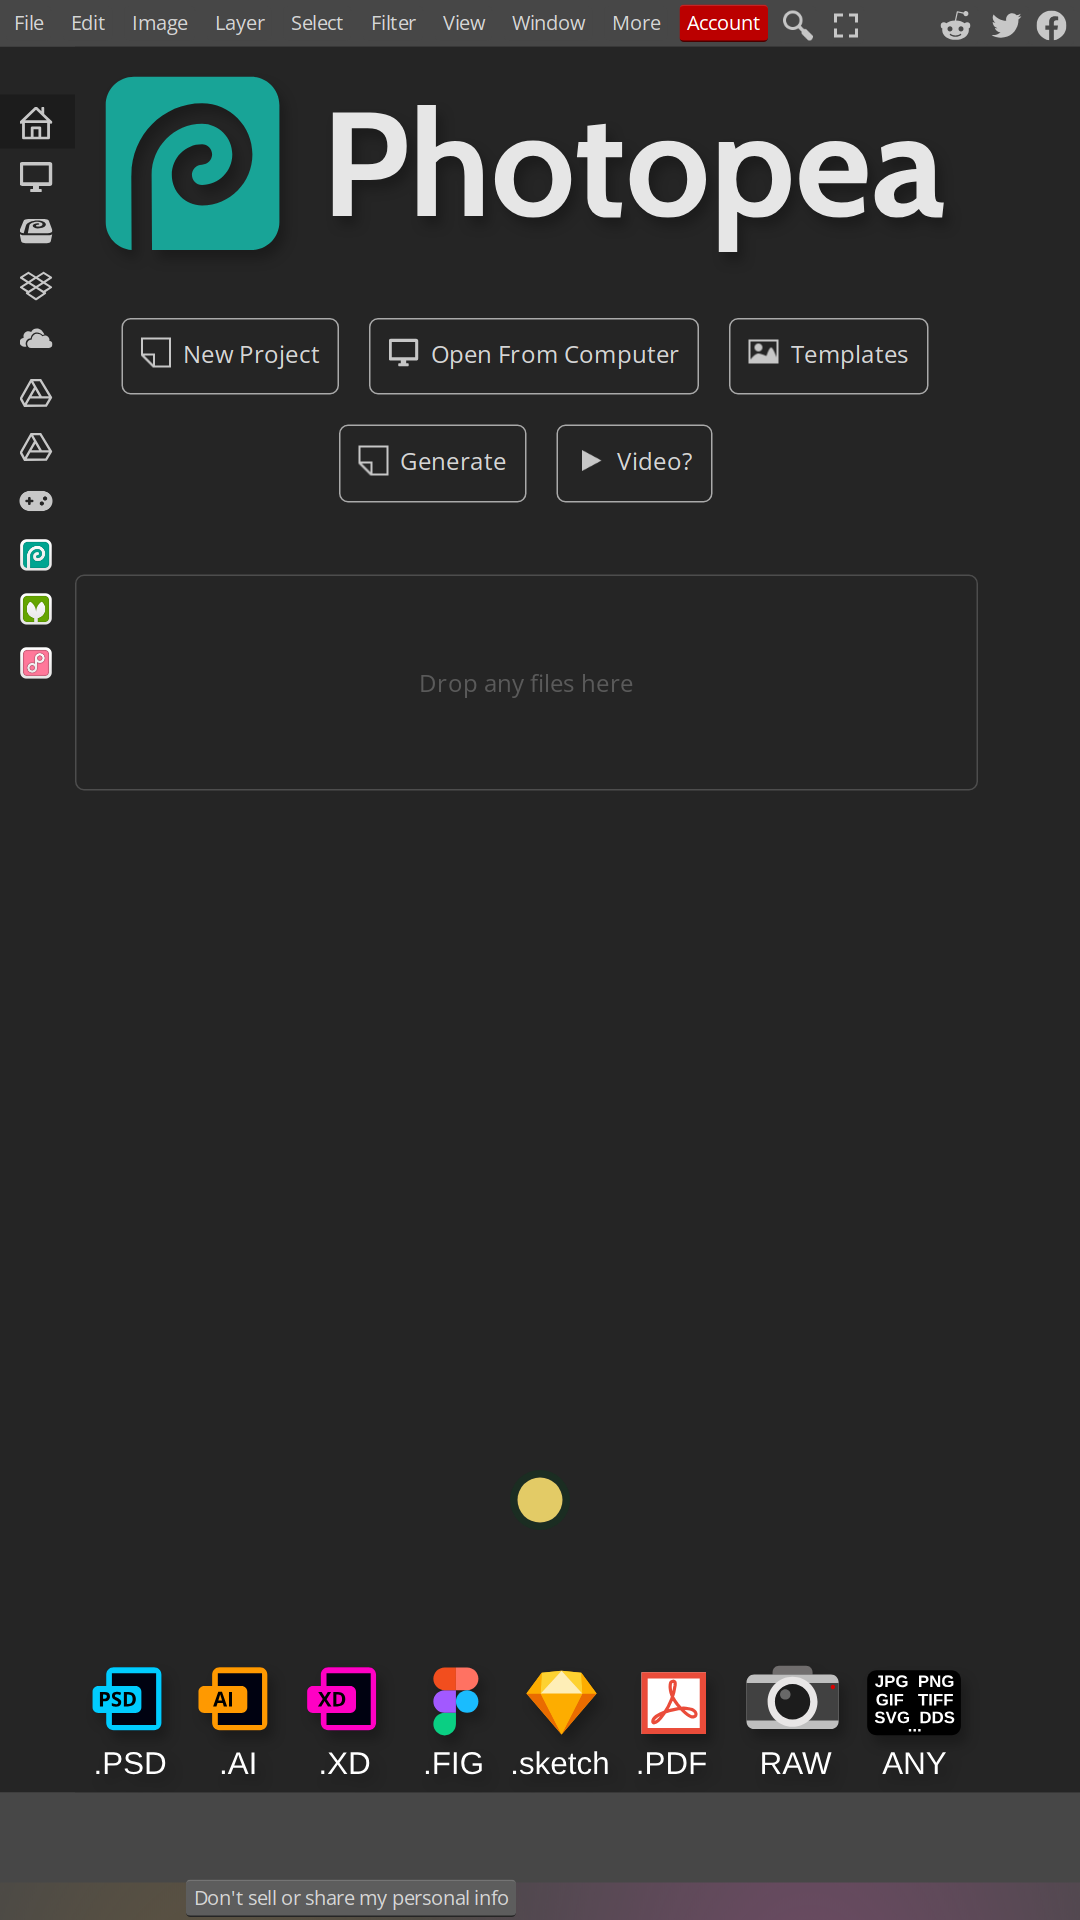 File Edit Image Layer Select Filter View Window More Account
Photopea
New Project Open From Computer Templates
Generate Video?
Drop any files here
PSD AI XD JPG PNG
GIF TIFF
SVG DDS
...
.PSD .AI .XD .FIG .sketch .PDF RAW ANY
Don't sell or share my personal info